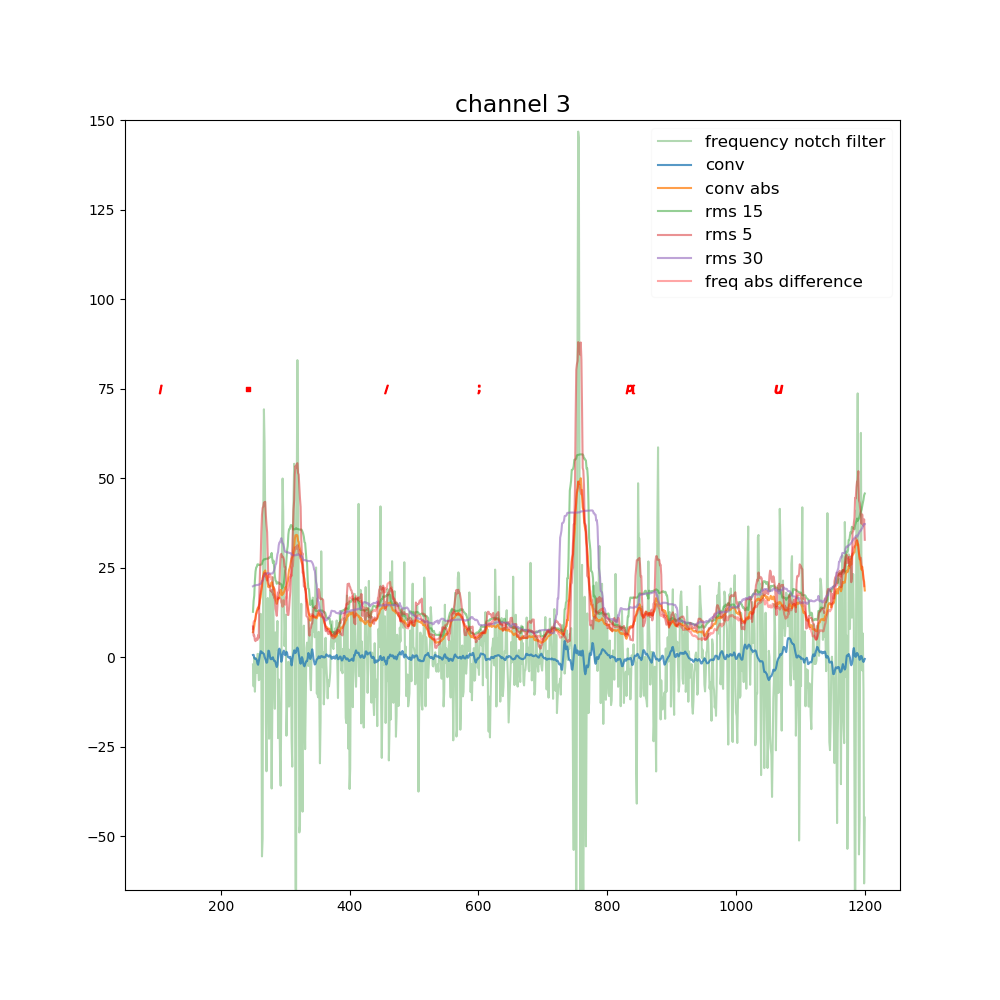 channel 3
150
125
100
75
50
25
0
−25
−50
frequency notch filter
conv
conv abs
rms 15
rms 5
rms 30
freq abs difference
/ ;
u
200 400 600 800 1000 1200